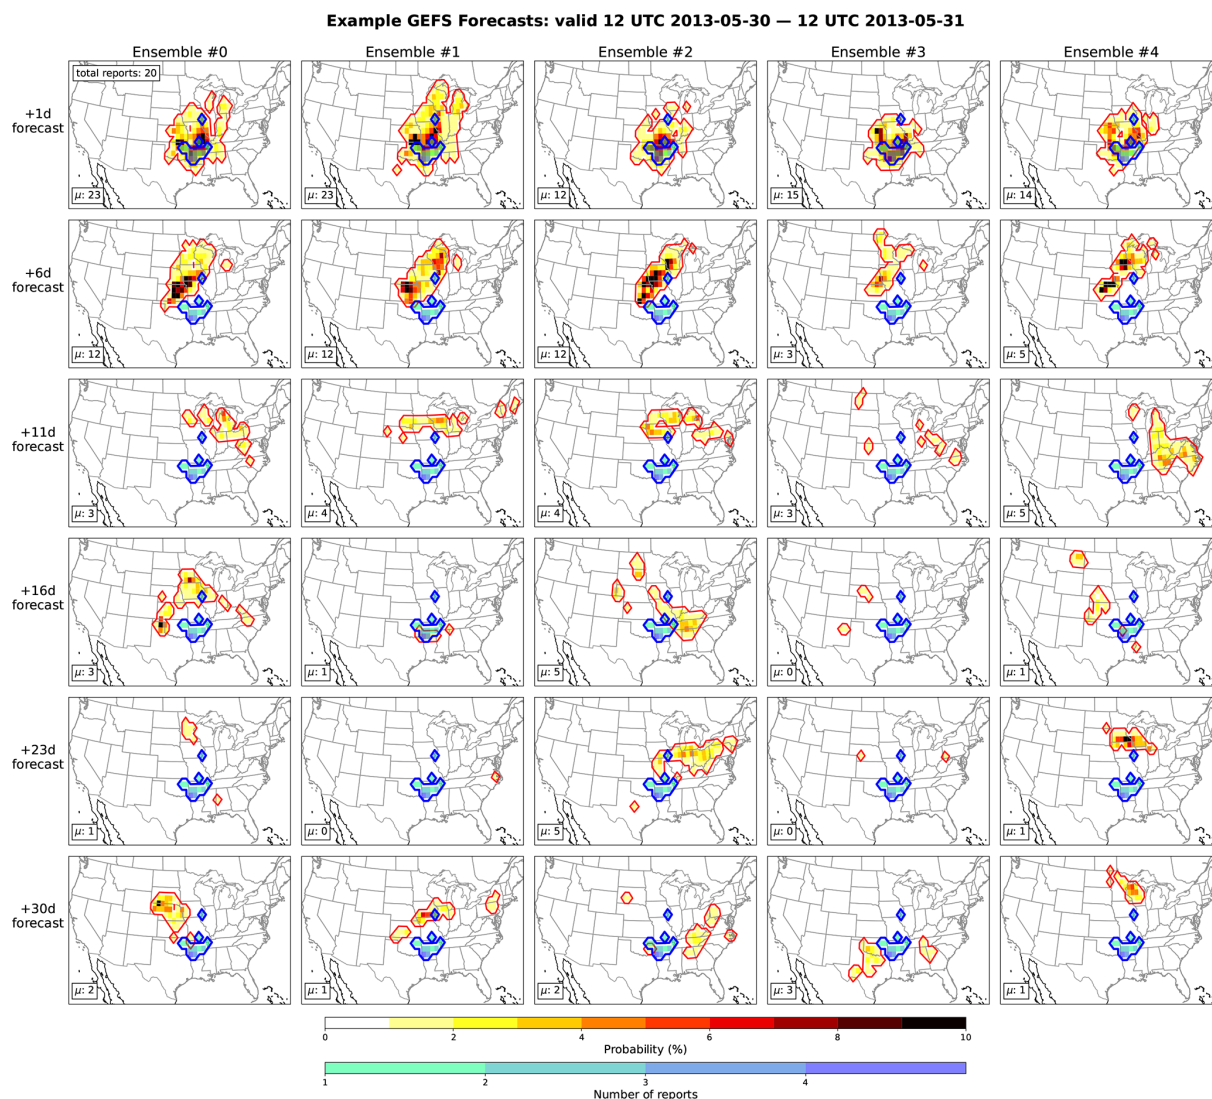 Example GEFS Forecasts: valid 12 UTC 2013-05-30 — 12 UTC 2013-05-31
Ensemble #0 Ensemble #1 Ensemble #2 Ensemble #3 Ensemble #4
total reports: 20
+1d
forecast
μ: 23 μ: 23 μ: 12 μ: 15 μ: 14
+6d
forecast
μ: 12 μ: 12 μ: 12 μ: 3 μ: 5
+11d
forecast
μ: 3 μ: 4 μ: 4 μ: 3 μ: 5
+16d
forecast
μ: 3 μ: 1 μ: 5 μ: 0 μ: 1
+23d
forecast
μ: 1 μ: 0 μ: 5 μ: 0 μ: 1
+30d
forecast
μ: 2 μ: 1 μ: 2 μ: 3 μ: 1
0 2 4 6 8 10
Probability (%)
1 2 3 4
Number of reports